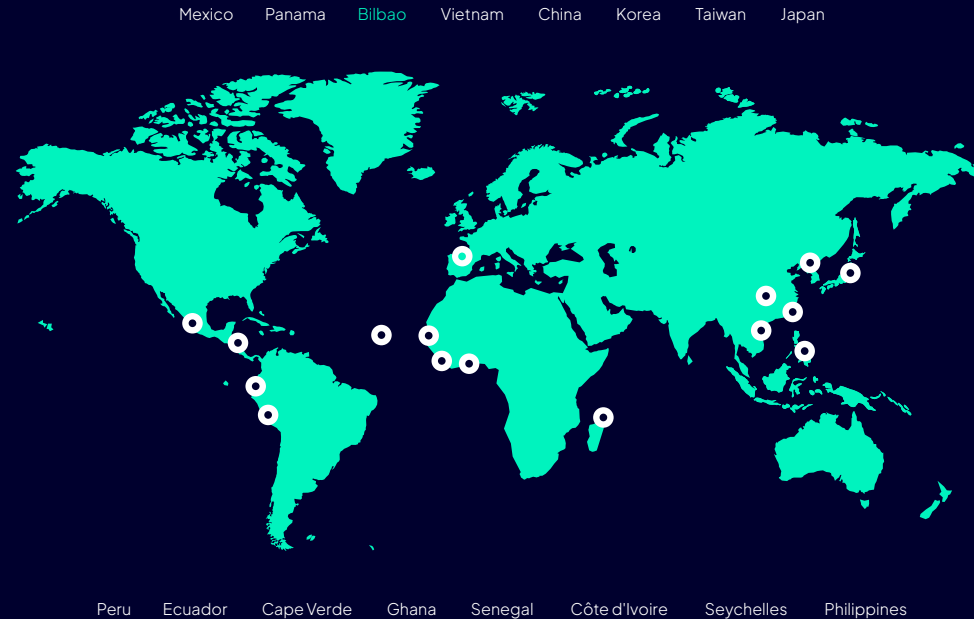 Mexico Panama Bilbao Vietnam China Korea Taiwan Japan
Peru Ecuador Cape Verde Ghana Senegal Côte d'Ivoire Seychelles Philippines